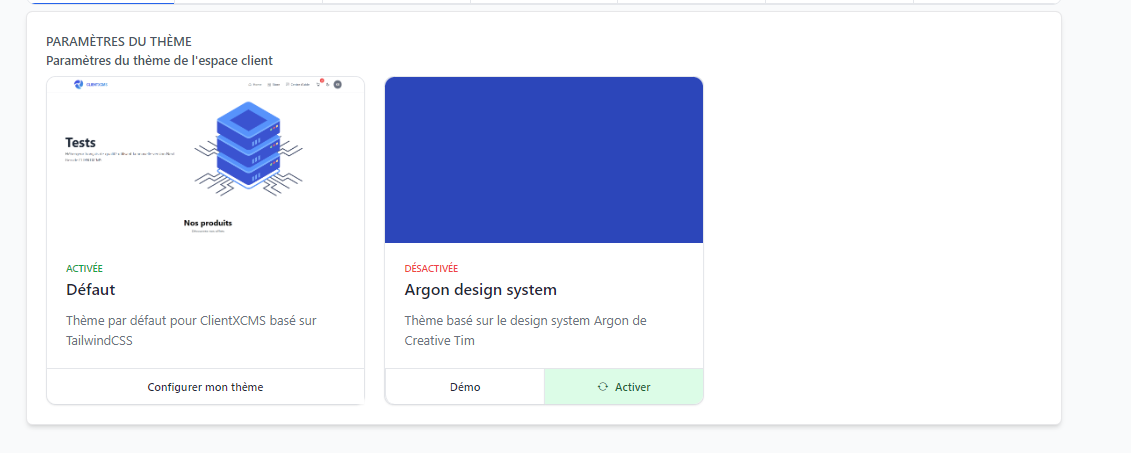 PARAMÈTRES DU THÈME
Paramètres du thème de l'espace client
CLIENTXCMS
Tests
Nos produits
ACTIVÉE
Défaut
Thème par défaut pour ClientXCMS basé sur
TailwindCSS
Configurer mon thème
DÉSACTIVÉE
Argon design system
Thème basé sur le design system Argon de
Creative Tim
Démo
Activer